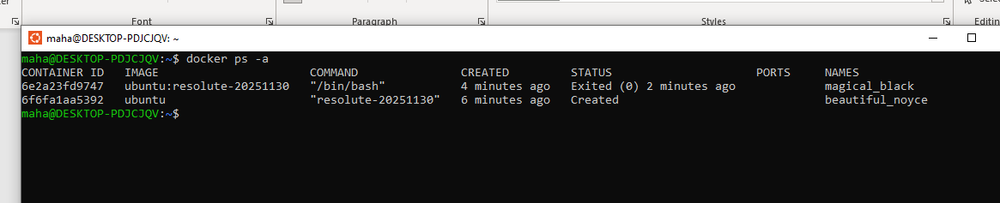 Font Paragraph Styles
maha@DESKTOP-PDJCJQV: ~
maha@DESKTOP-PDJCJQV:~$ docker ps -a
CONTAINER ID   IMAGE                       COMMAND                CREATED         STATUS                     PORTS     NAMES
6e2a23fd9747   ubuntu:resolute-20251130   "/bin/bash"            4 minutes ago   Exited (0) 2 minutes ago             magical_black
6f6fa1aa5392   ubuntu                      "resolute-20251130"    6 minutes ago   Created                              beautiful_noyce
maha@DESKTOP-PDJCJQV:~$